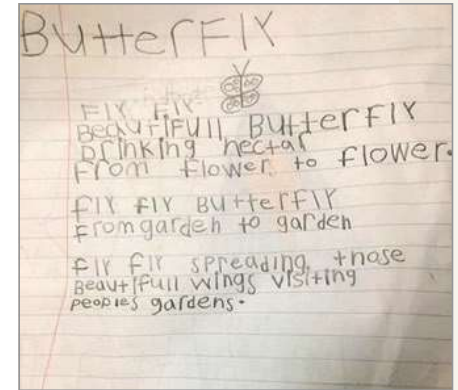 ButterFly
Fly Fly
BeautiFull Butterfly
Drinking nectar
From flower to flower.
Fly Fly Butterfly
From garden to garden
Fly Fly spreading those
BeautiFull wings visiting
peoples gardens.